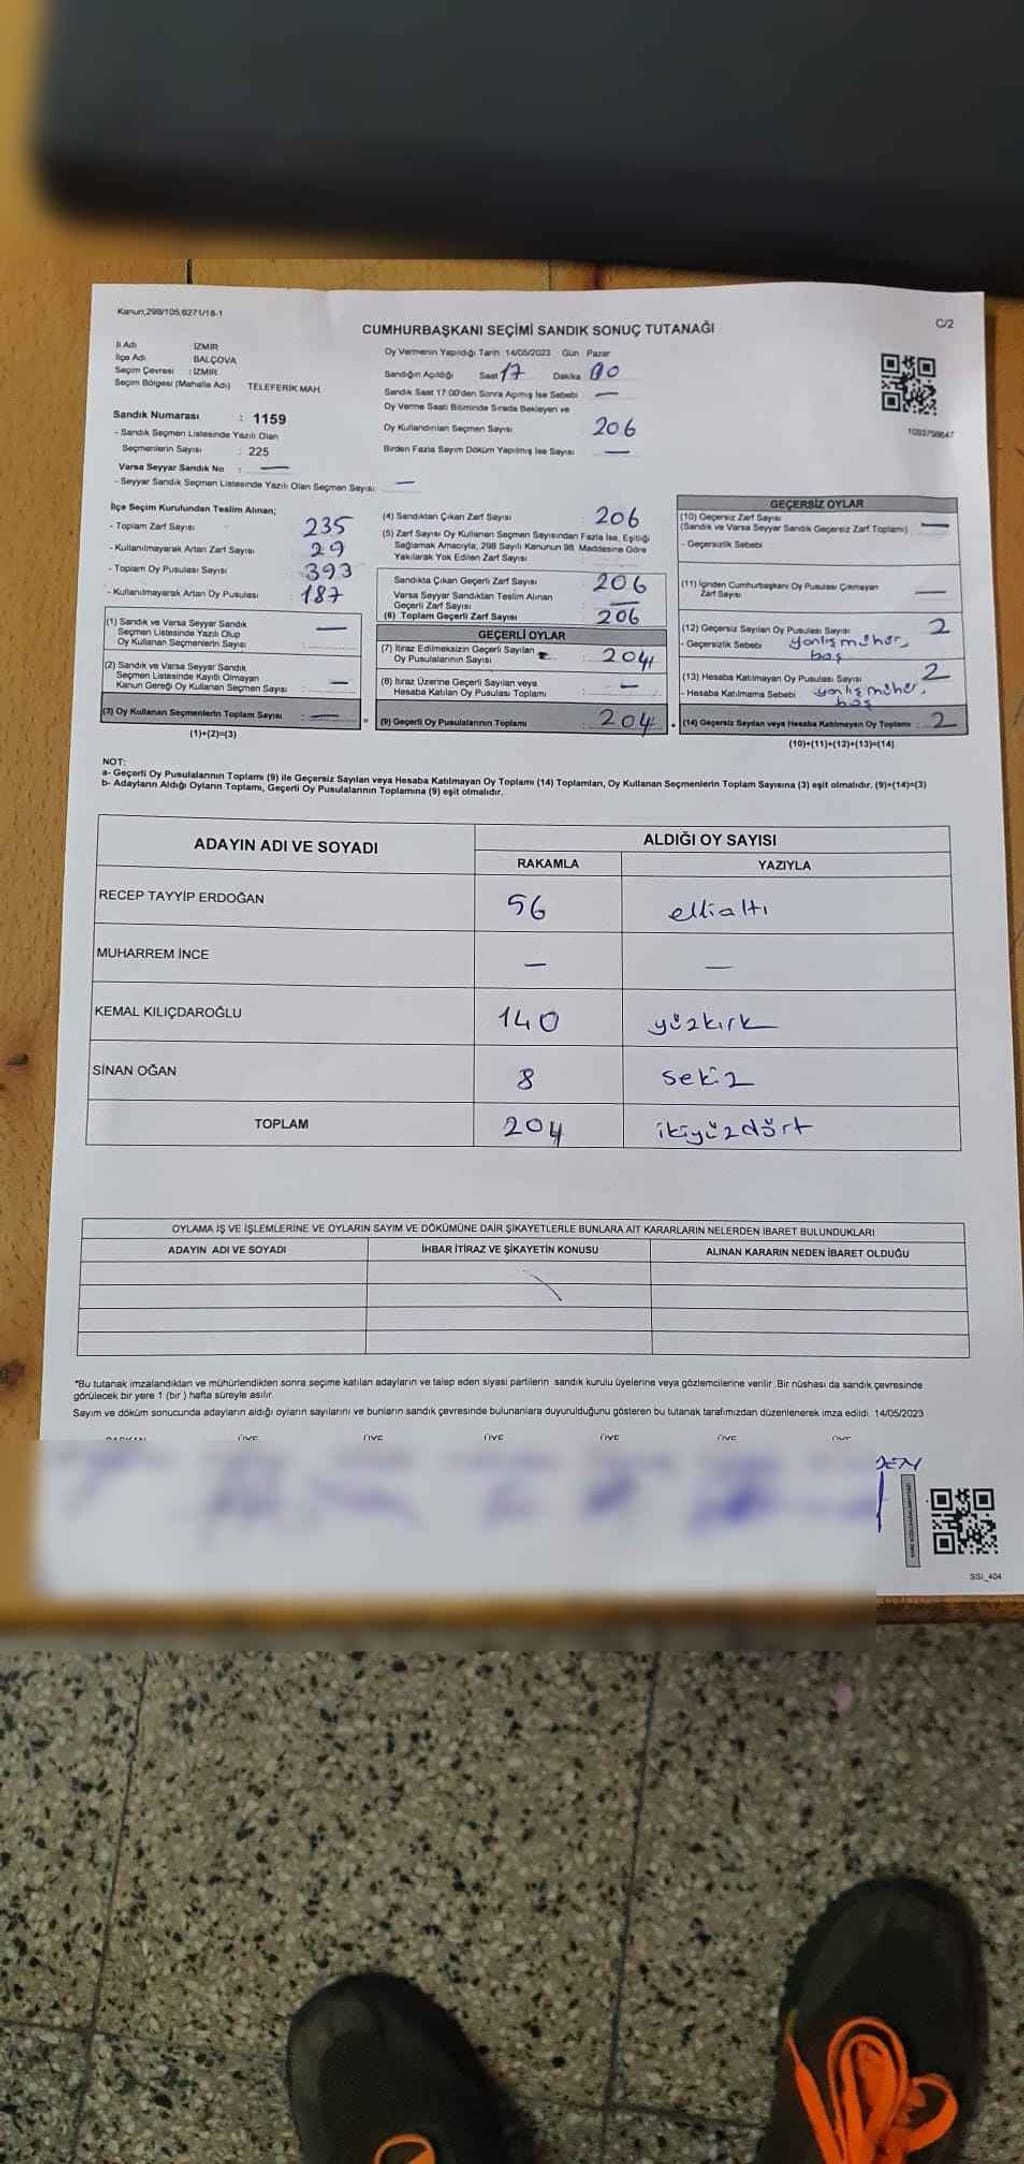 Kanun,298/105,6271/18-1
C/2
CUMHURBAŞKANI SEÇİMİ SANDIK SONUÇ TUTANAĞI
İl Adı : İZMİR
İlçe Adı : BALÇOVA
Seçim Çevresi : İZMİR
Seçim Bölgesi (Mahalle Adı) TELEFERİK MAH
Oy Vermenin Yapıldığı Tarih 14/05/2023 Gün Pazar
Sandığın Açıldığı Saat 17 Dakika 00
Sandık Saat 17:00'den Sonra Açılmış İse Sebebi —
Oy Verme Saati Bitiminde Sırada Bekleyen ve
Oy Kullandırılan Seçmen Sayısı 206
Birden Fazla Sayım Döküm Yapılmış İse Sayısı —
Sandık Numarası : 1159
- Sandık Seçmen Listesinde Yazılı Olan
Seçmenlerin Sayısı : 225
Varsa Seyyar Sandık No : —
- Seyyar Sandık Seçmen Listesinde Yazılı Olan Seçmen Sayısı: —
İlçe Seçim Kurulundan Teslim Alınan;
- Toplam Zarf Sayısı 235
- Kullanılmayarak Artan Zarf Sayısı 29
- Toplam Oy Pusulası Sayısı 393
- Kullanılmayarak Artan Oy Pusulası : 187
(1) Sandık ve Varsa Seyyar Sandık
Seçmen Listesinde Yazılı Olup
Oy Kullanan Seçmenlerin Sayısı : —
(2) Sandık ve Varsa Seyyar Sandık
Seçmen Listesinde Kayıtlı Olmayan
Kanun Gereği Oy Kullanan Seçmen Sayısı : —
(3) Oy Kullanan Seçmenlerin Toplam Sayısı : —
(1)+(2)=(3)
(4) Sandıktan Çıkan Zarf Sayısı 206
(5) Zarf Sayısı Oy Kullanan Seçmen Sayısından Fazla İse, Eşitliği
Sağlamak Amacıyla, 298 Sayılı Kanunun 98. Maddesine Göre
Yakılarak Yok Edilen Zarf Sayısı :
Sandıkta Çıkan Geçerli Zarf Sayısı 206
Varsa Seyyar Sandıktan Teslim Alınan
Geçerli Zarf Sayısı —
(6) Toplam Geçerli Zarf Sayısı 206
GEÇERLİ OYLAR
(7) İtiraz Edilmeksizin Geçerli Sayılan
Oy Pusulalarının Sayısı : 204
(8) İtiraz Üzerine Geçerli Sayılan veya
Hesaba Katılan Oy Pusulası Toplamı : —
(9) Geçerli Oy Pusulalarının Toplamı : 204
GEÇERSİZ OYLAR
(10) Geçersiz Zarf Sayısı
(Sandık ve Varsa Seyyar Sandık Geçersiz Zarf Toplamı) —
- Geçersizlik Sebebi
(11) İçinden Cumhurbaşkanı Oy Pusulası Çıkmayan
Zarf Sayısı —
(12) Geçersiz Sayılan Oy Pusulası Sayısı 2
- Geçersizlik Sebebi yanlış mühür,
boş
(13) Hesaba Katılmayan Oy Pusulası Sayısı 2
- Hesaba Katılmama Sebebi yanlış mühür,
boş
(14) Geçersiz Sayılan veya Hesaba Katılmayan Oy Toplamı : 2
(10)+(11)+(12)+(13)=(14)
NOT:
a- Geçerli Oy Pusulalarının Toplamı (9) ile Geçersiz Sayılan veya Hesaba Katılmayan Oy Toplamı (14) Toplamları, Oy Kullanan Seçmenlerin Toplam Sayısına (3) eşit olmalıdır. (9)+(14)=(3)
b- Adayların Aldığı Oyların Toplamı, Geçerli Oy Pusulalarının Toplamına (9) eşit olmalıdır.
ADAYIN ADI VE SOYADI
ALDIĞI OY SAYISI
RAKAMLA YAZIYLA
RECEP TAYYİP ERDOĞAN 56 ellialtı
MUHARREM İNCE — —
KEMAL KILIÇDAROĞLU 140 yüzkırk
SİNAN OĞAN 8 sekiz
TOPLAM 204 ikiyüzdört
OYLAMA İŞ VE İŞLEMLERİNE VE OYLARIN SAYIM VE DÖKÜMÜNE DAİR ŞİKAYETLERLE BUNLARA AİT KARARLARIN NELERDEN İBARET BULUNDUKLARI
ADAYIN ADI VE SOYADI İHBAR İTİRAZ VE ŞİKAYETİN KONUSU ALINAN KARARIN NEDEN İBARET OLDUĞU
*Bu tutanak imzalandıktan ve mühürlendikten sonra seçime katılan adayların ve talep eden siyasi partilerin sandık kurulu üyelerine veya gözlemcilerine verilir. Bir nüshası da sandık çevresinde
görülecek bir yere 1 (bir) hafta süreyle asılır.
Sayım ve döküm sonucunda adayların aldığı oyların sayılarını ve bunların sandık çevresinde bulunanlara duyurulduğunu gösteren bu tutanak tarafımızdan düzenlenerek imza edildi. 14/05/2023
BAŞKAN ÜYE ÜYE ÜYE ÜYE ÜYE ÜYE
SSİ_404